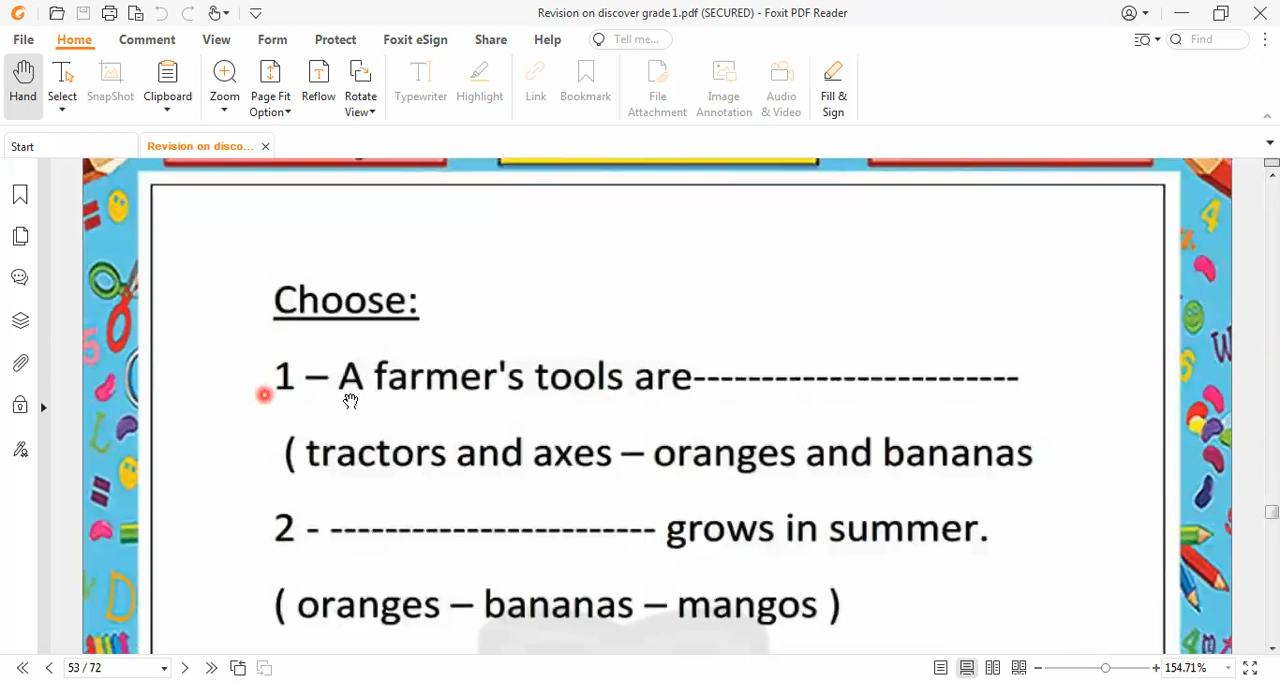 Revision on discover grade1.pdf (SECURED) - Foxit PDF Reader
File Home Comment View Form Protect Foxit eSign Share Help Tell me... Find
Hand Select SnapShot Clipboard Zoom Page Fit Option Reflow Rotate View Typewriter Highlight Link Bookmark File Attachment Image Annotation Audio & Video Fill & Sign
Start Revision on disco...
Choose:
1 – A farmer's tools are------------------------
( tractors and axes – oranges and bananas
2 - ------------------------ grows in summer.
( oranges – bananas – mangos )
53 / 72 154.71%